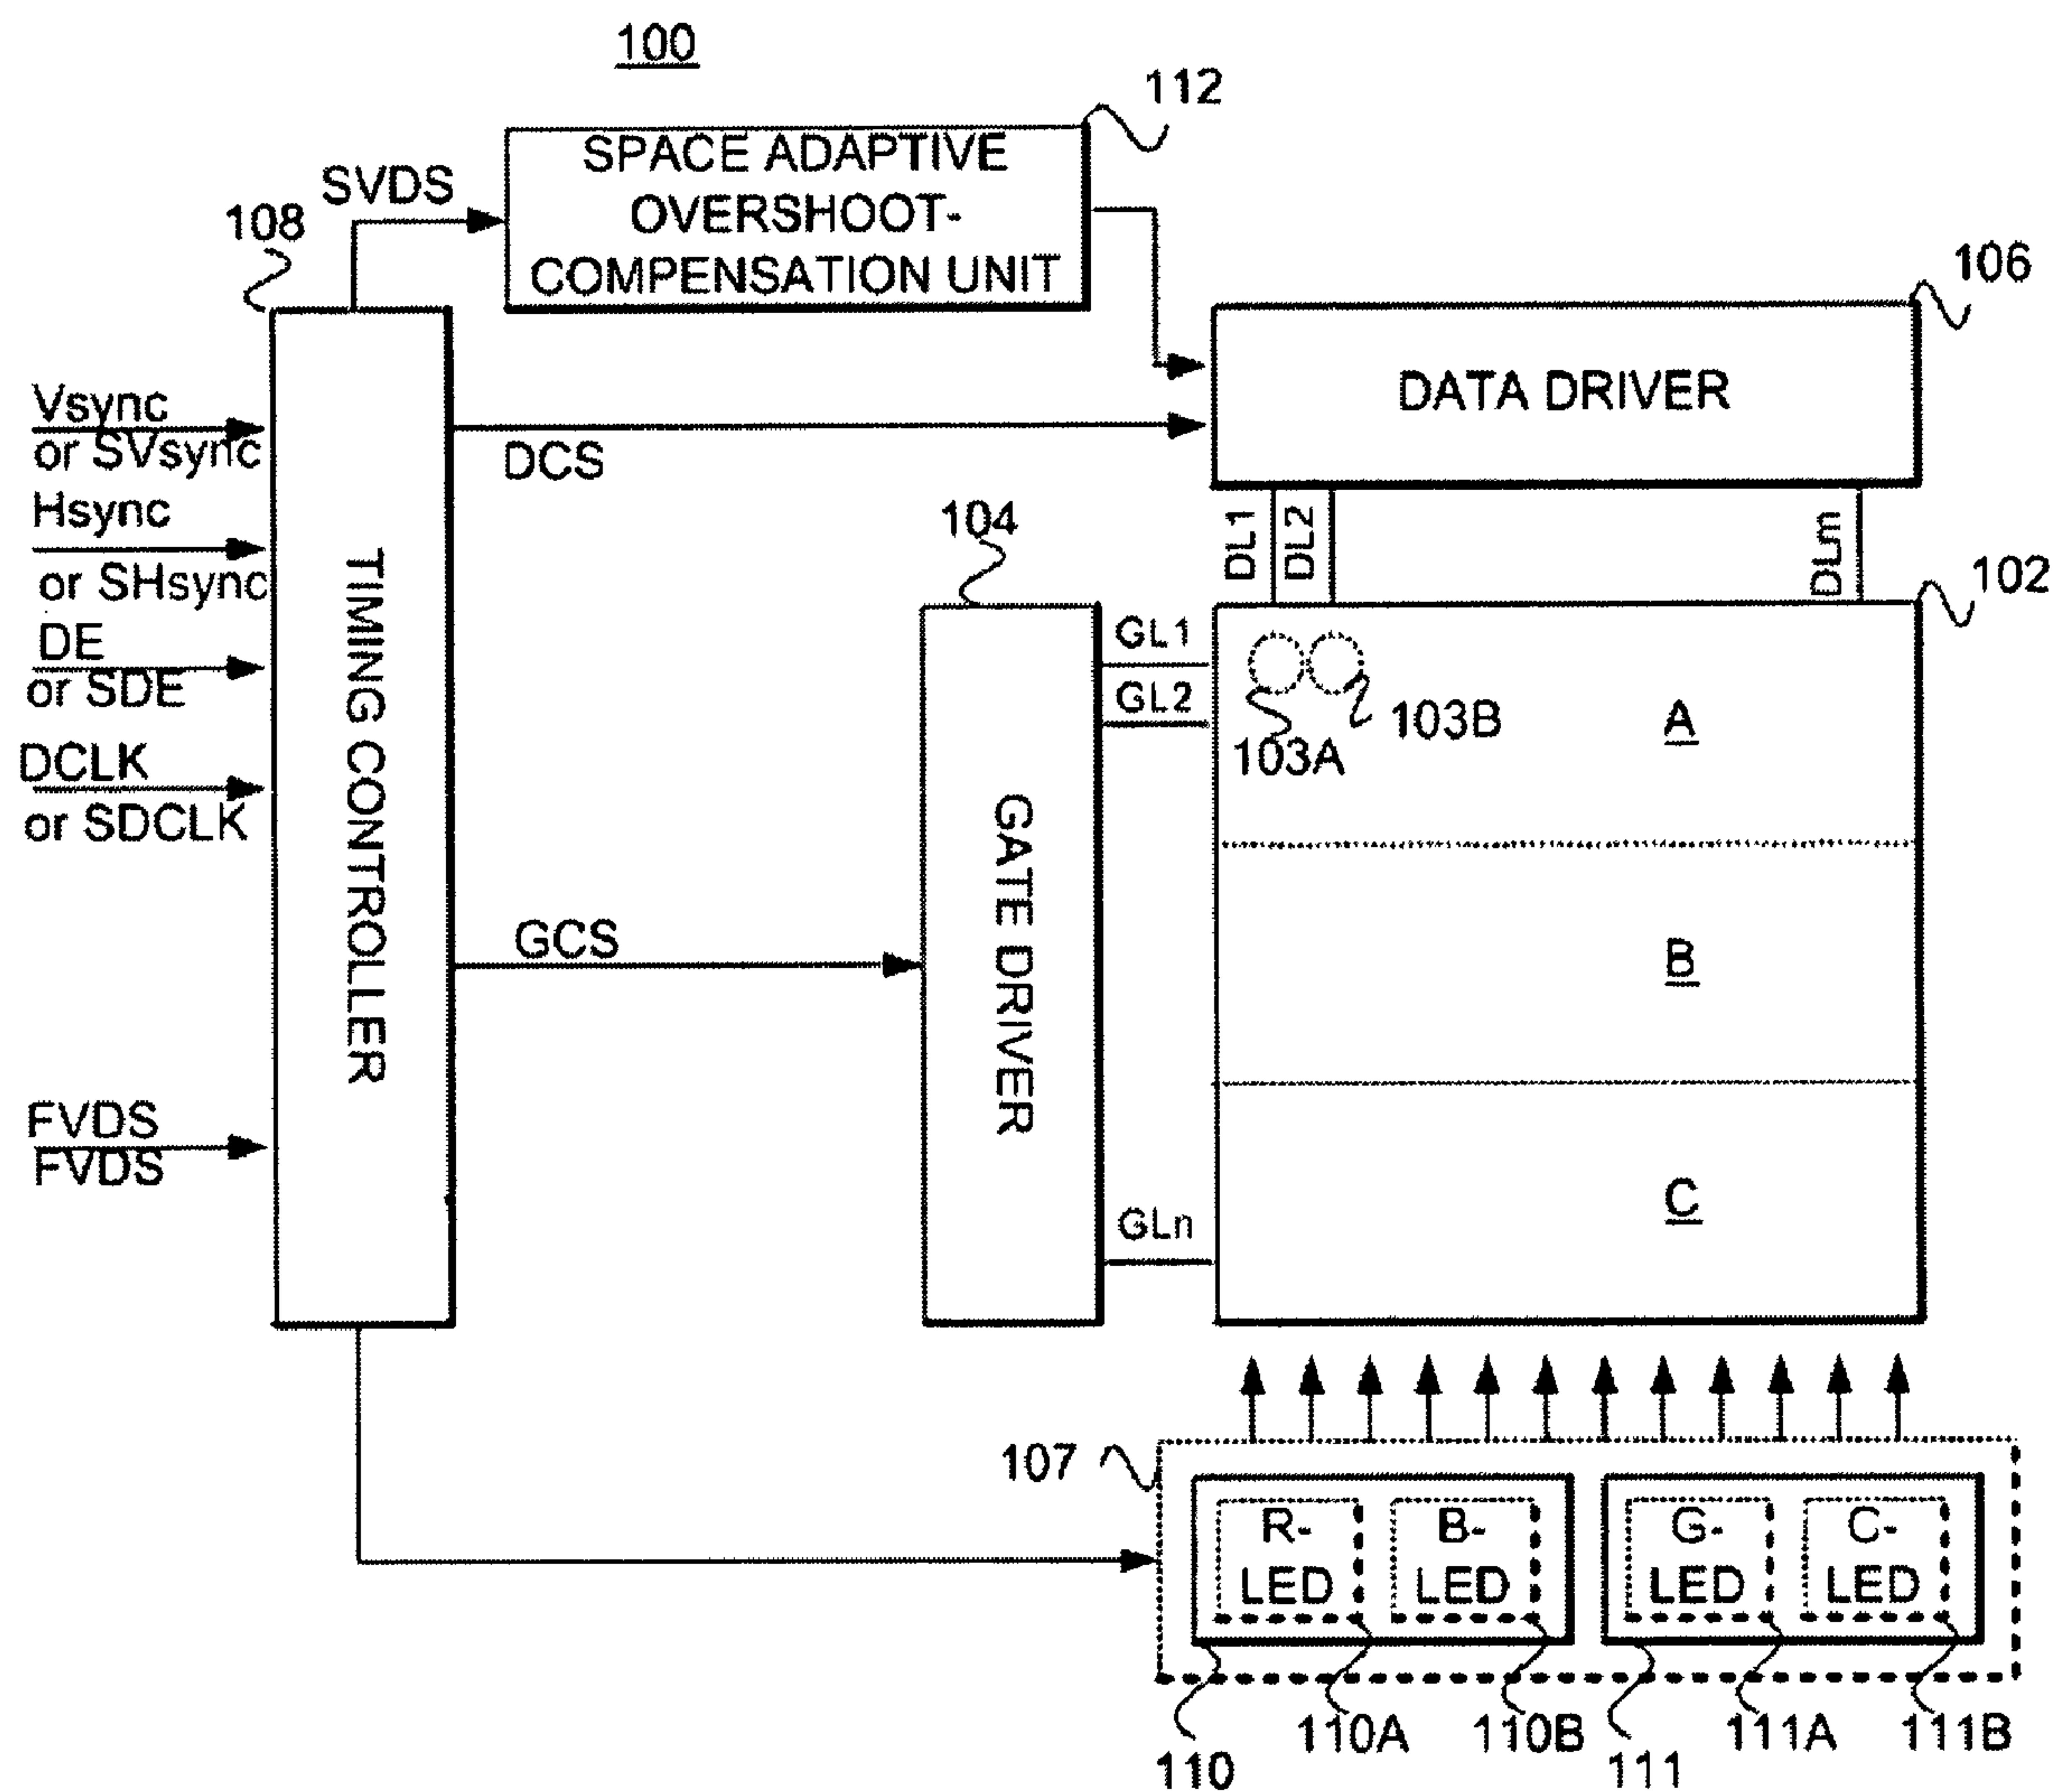 100
112
SPACE ADAPTIVE
OVERSHOOT-
COMPENSATION UNIT
SVDS
108
106
DATA DRIVER
Vsync
or SVsync
DCS
Hsync
or SHsync
DE
or SDE
DCLK
or SDCLK
TIMING CONTROLLER
104
DL1
DL2
DLm
102
GL1
GL2
103A
103B
A
GATE DRIVER
GCS
B
FVDS
FVDS
C
GLn
107
R-
LED
B-
LED
G-
LED
C-
LED
110
110A
110B
111
111A
111B